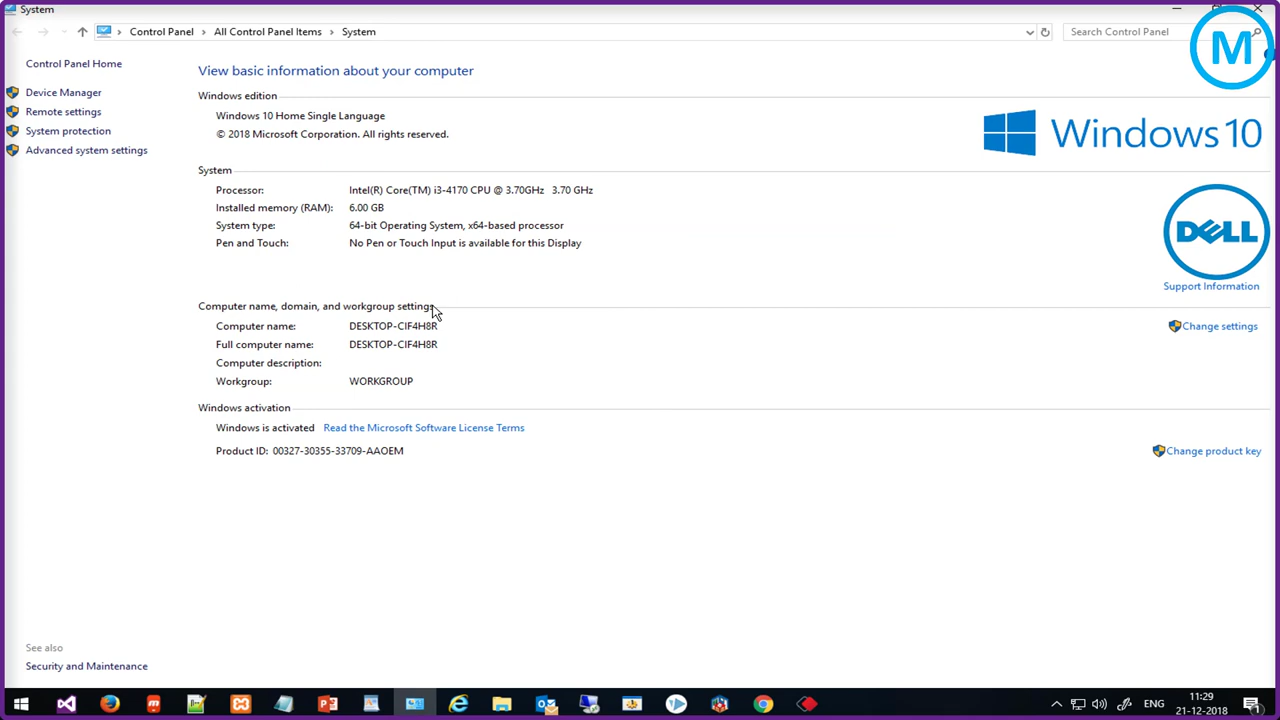 System
Control Panel > All Control Panel Items > System
Search Control Panel
M
Control Panel Home
Device Manager
Remote settings
System protection
Advanced system settings
View basic information about your computer
Windows edition
Windows 10 Home Single Language
© 2018 Microsoft Corporation. All rights reserved.
Windows 10
System
Processor: Intel(R) Core(TM) i3-4170 CPU @ 3.70GHz 3.70 GHz
Installed memory (RAM): 6.00 GB
System type: 64-bit Operating System, x64-based processor
Pen and Touch: No Pen or Touch Input is available for this Display
DELL
Support Information
Computer name, domain, and workgroup settings
Computer name: DESKTOP-CIF4H8R
Change settings
Full computer name: DESKTOP-CIF4H8R
Computer description:
Workgroup: WORKGROUP
Windows activation
Windows is activated Read the Microsoft Software License Terms
Product ID: 00327-30355-33709-AAOEM
Change product key
See also
Security and Maintenance
ENG
11:29
21-12-2018